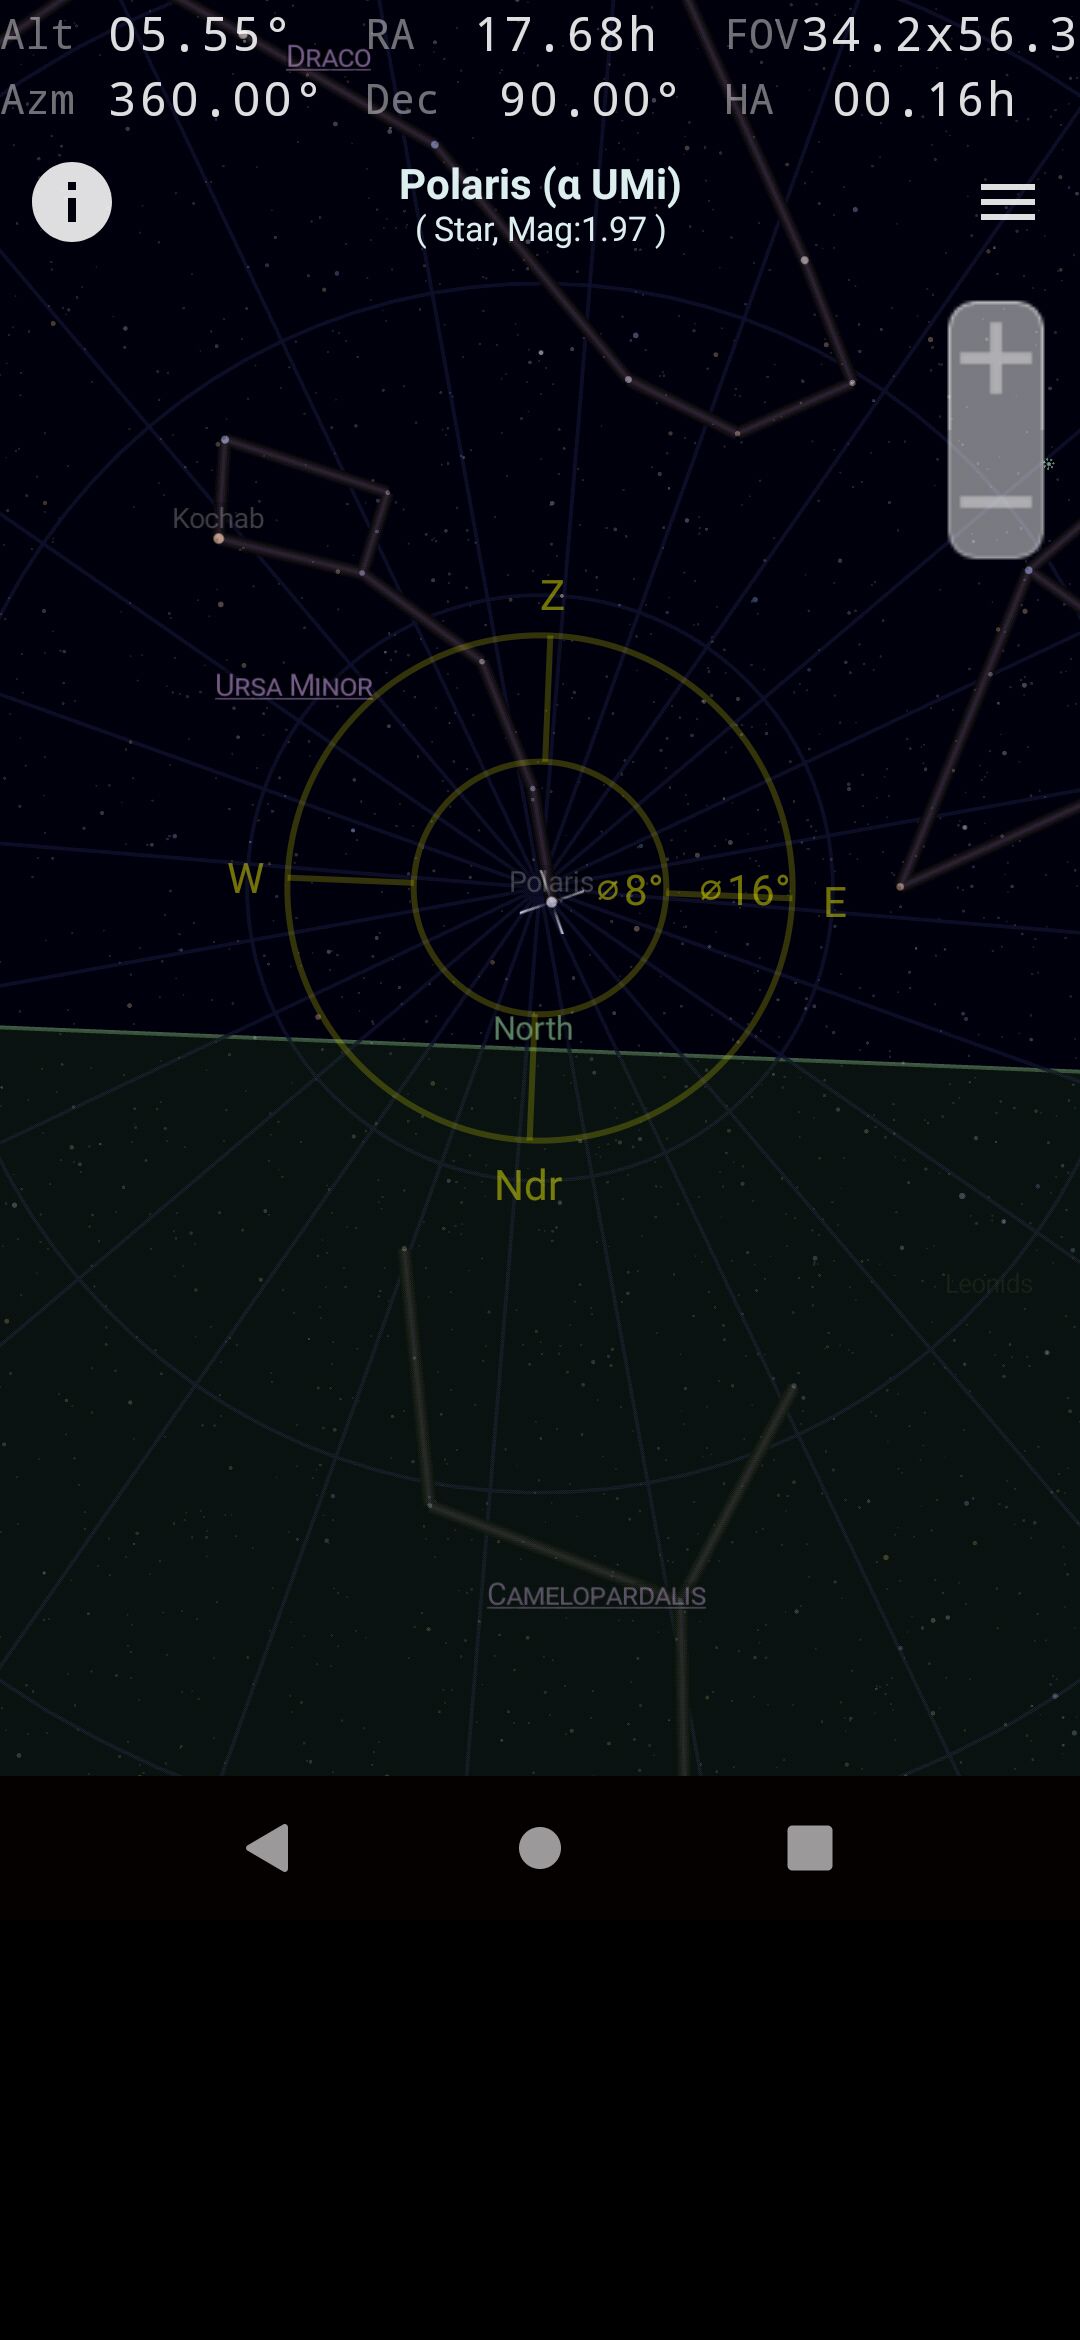 Alt 05.55° RA 17.68h FOV34.2x56.3
DRACO
Azm 360.00° Dec 90.00° HA 00.16h
Polaris (α UMi)
( Star, Mag:1.97 )
Kochab
Z
URSA MINOR
W Polaris ⌀8° ⌀16° E
North
Ndr
Leonids
CAMELOPARDALIS